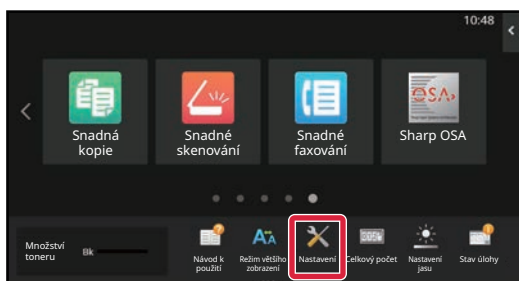 10:48
Snadná
kopie
Snadné
skenování
Snadné
faxování
OSA
Sharp OSA
Množství
toneru
Bk
Návod k
použití
Režim většího
zobrazení
Nastavení
Celkový počet
Nastavení
jasu
Stav úlohy